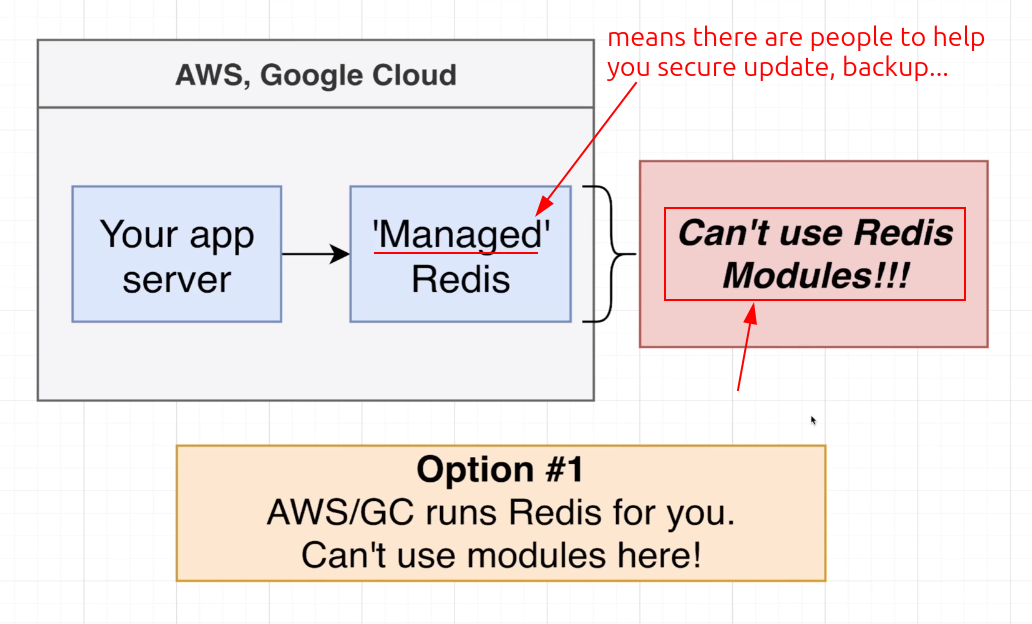 means there are people to help
you secure update, backup...
AWS, Google Cloud
Your app
server
'Managed'
Redis
Can't use Redis
Modules!!!
Option #1
AWS/GC runs Redis for you.
Can't use modules here!